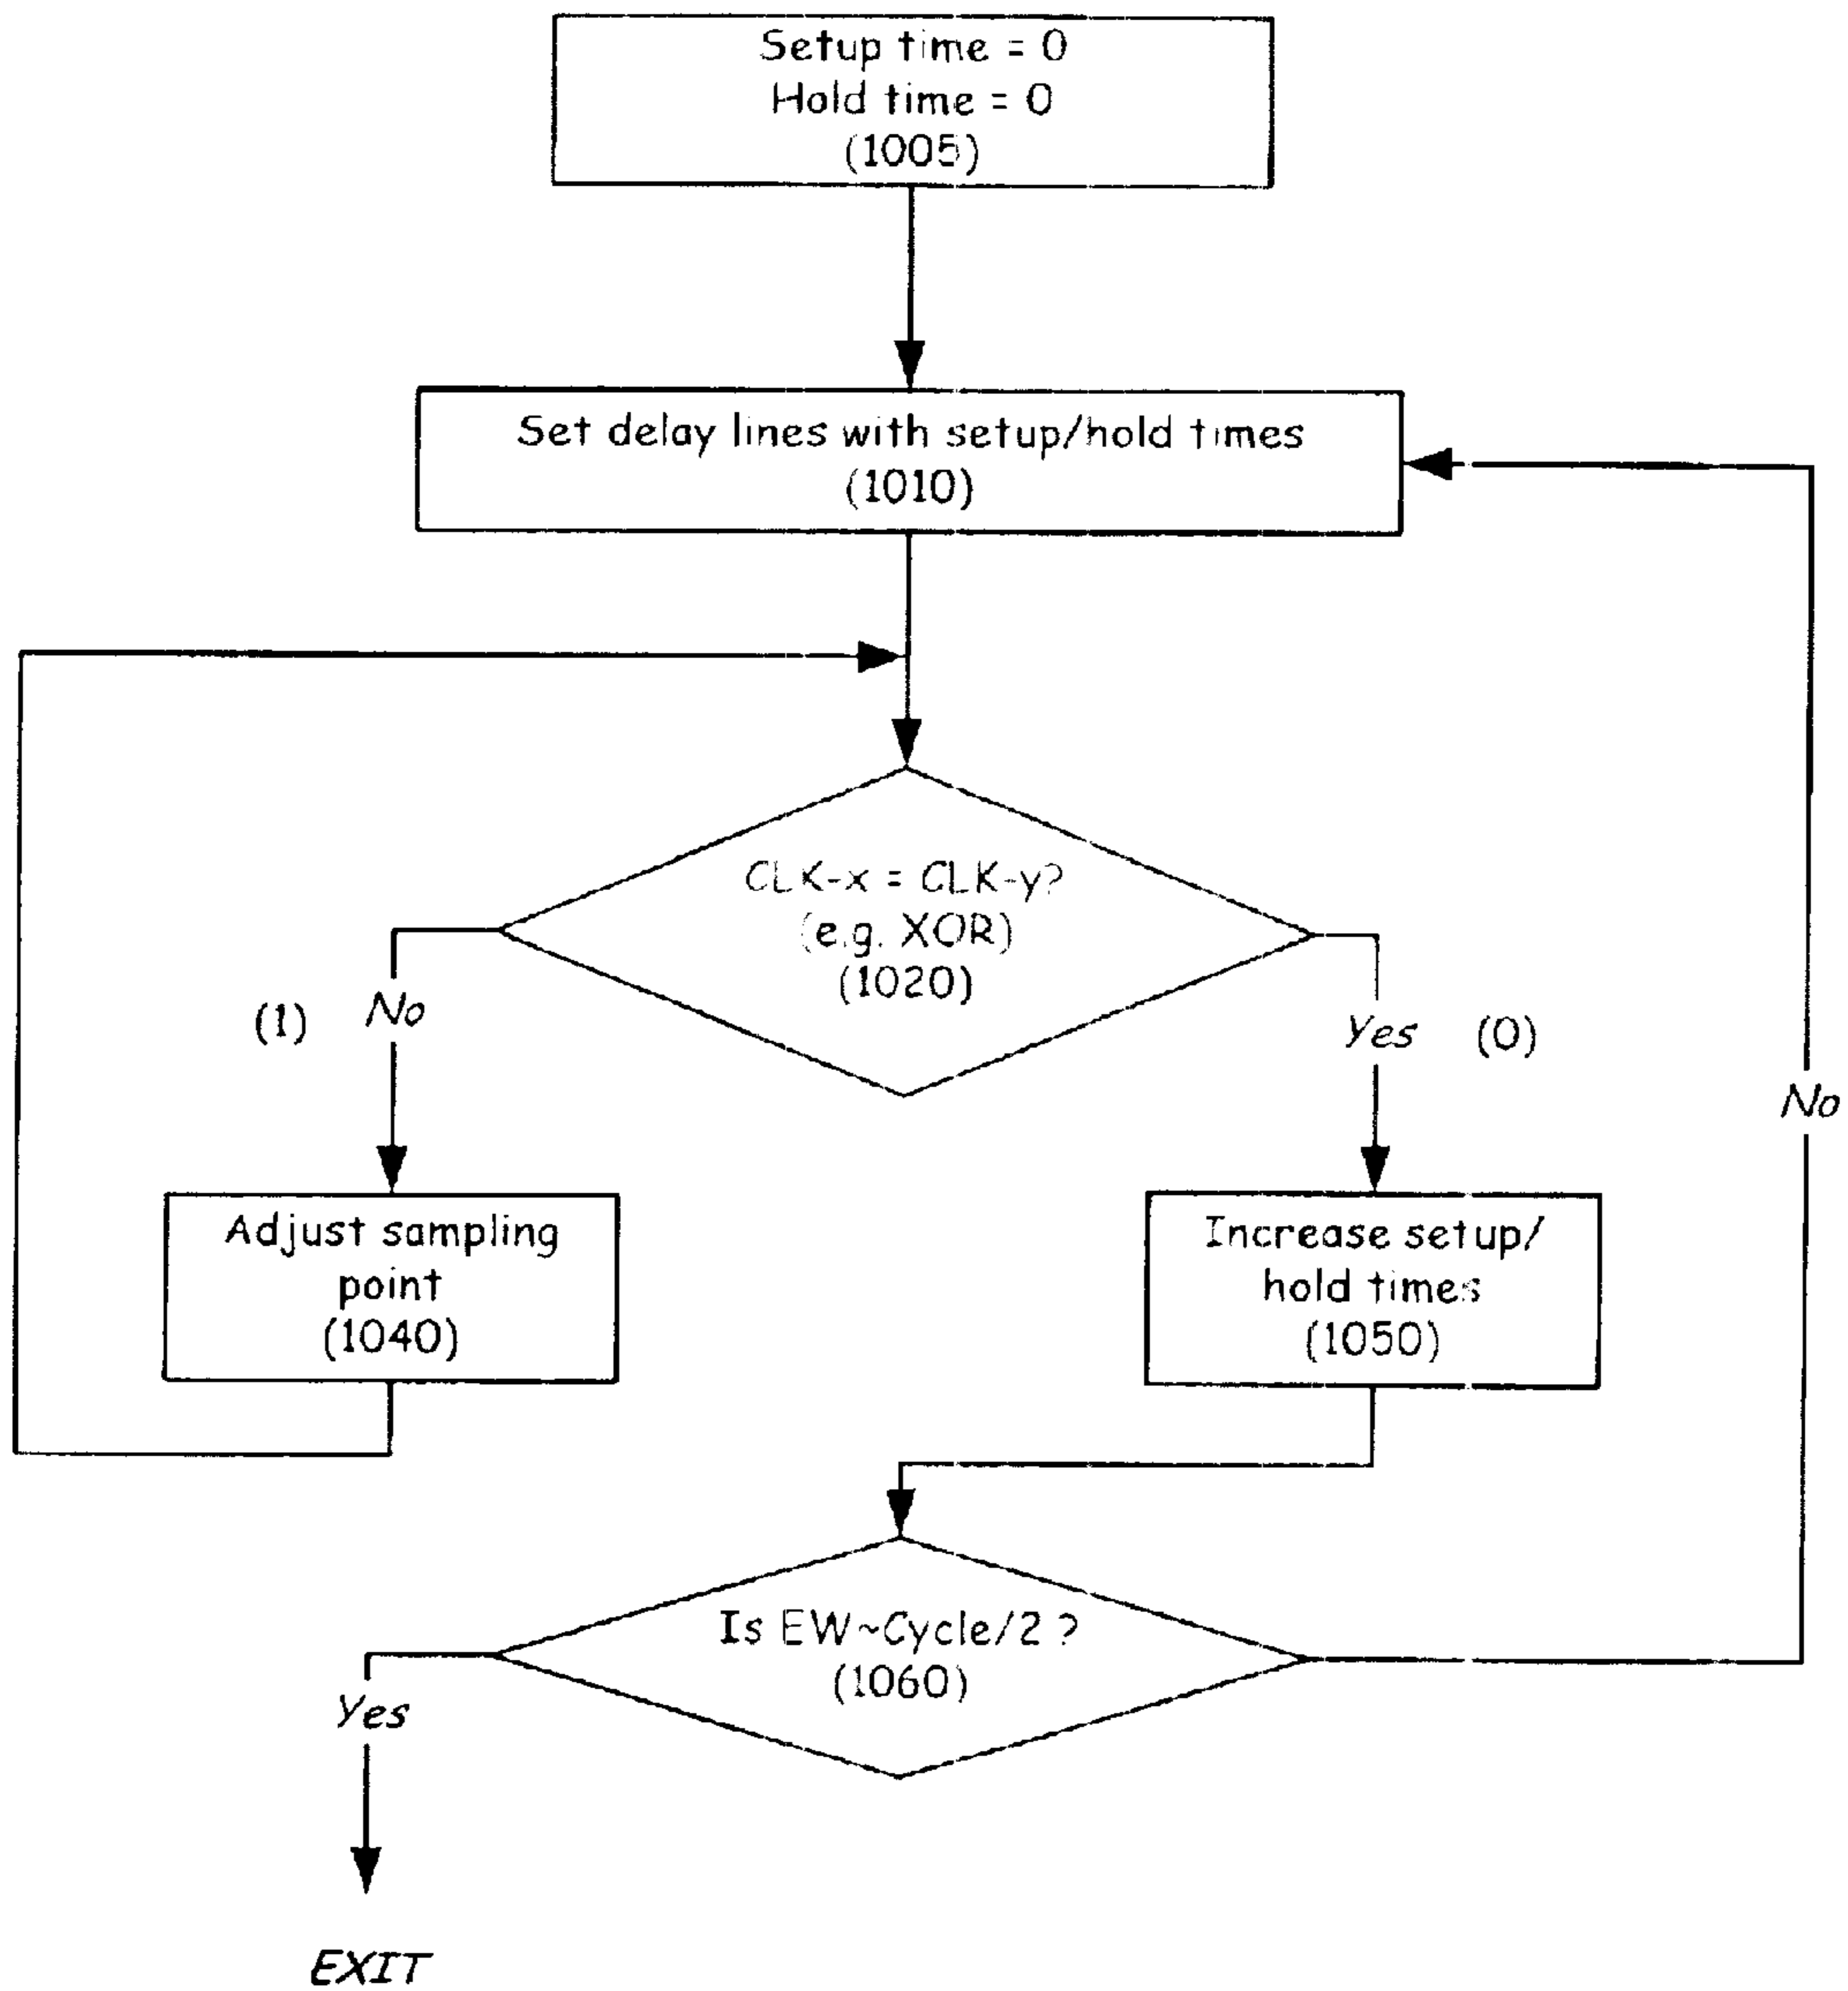 Setup time = 0
Hold time = 0
(1005)
Set delay lines with setup/hold times
(1010)
CLK-x = CLK-y?
(e.g. XOR)
(1020)
(1) No
Yes (0)
No
Adjust sampling
point
(1040)
Increase setup/
hold times
(1050)
Is EW~Cycle/2 ?
(1060)
Yes
EXIT